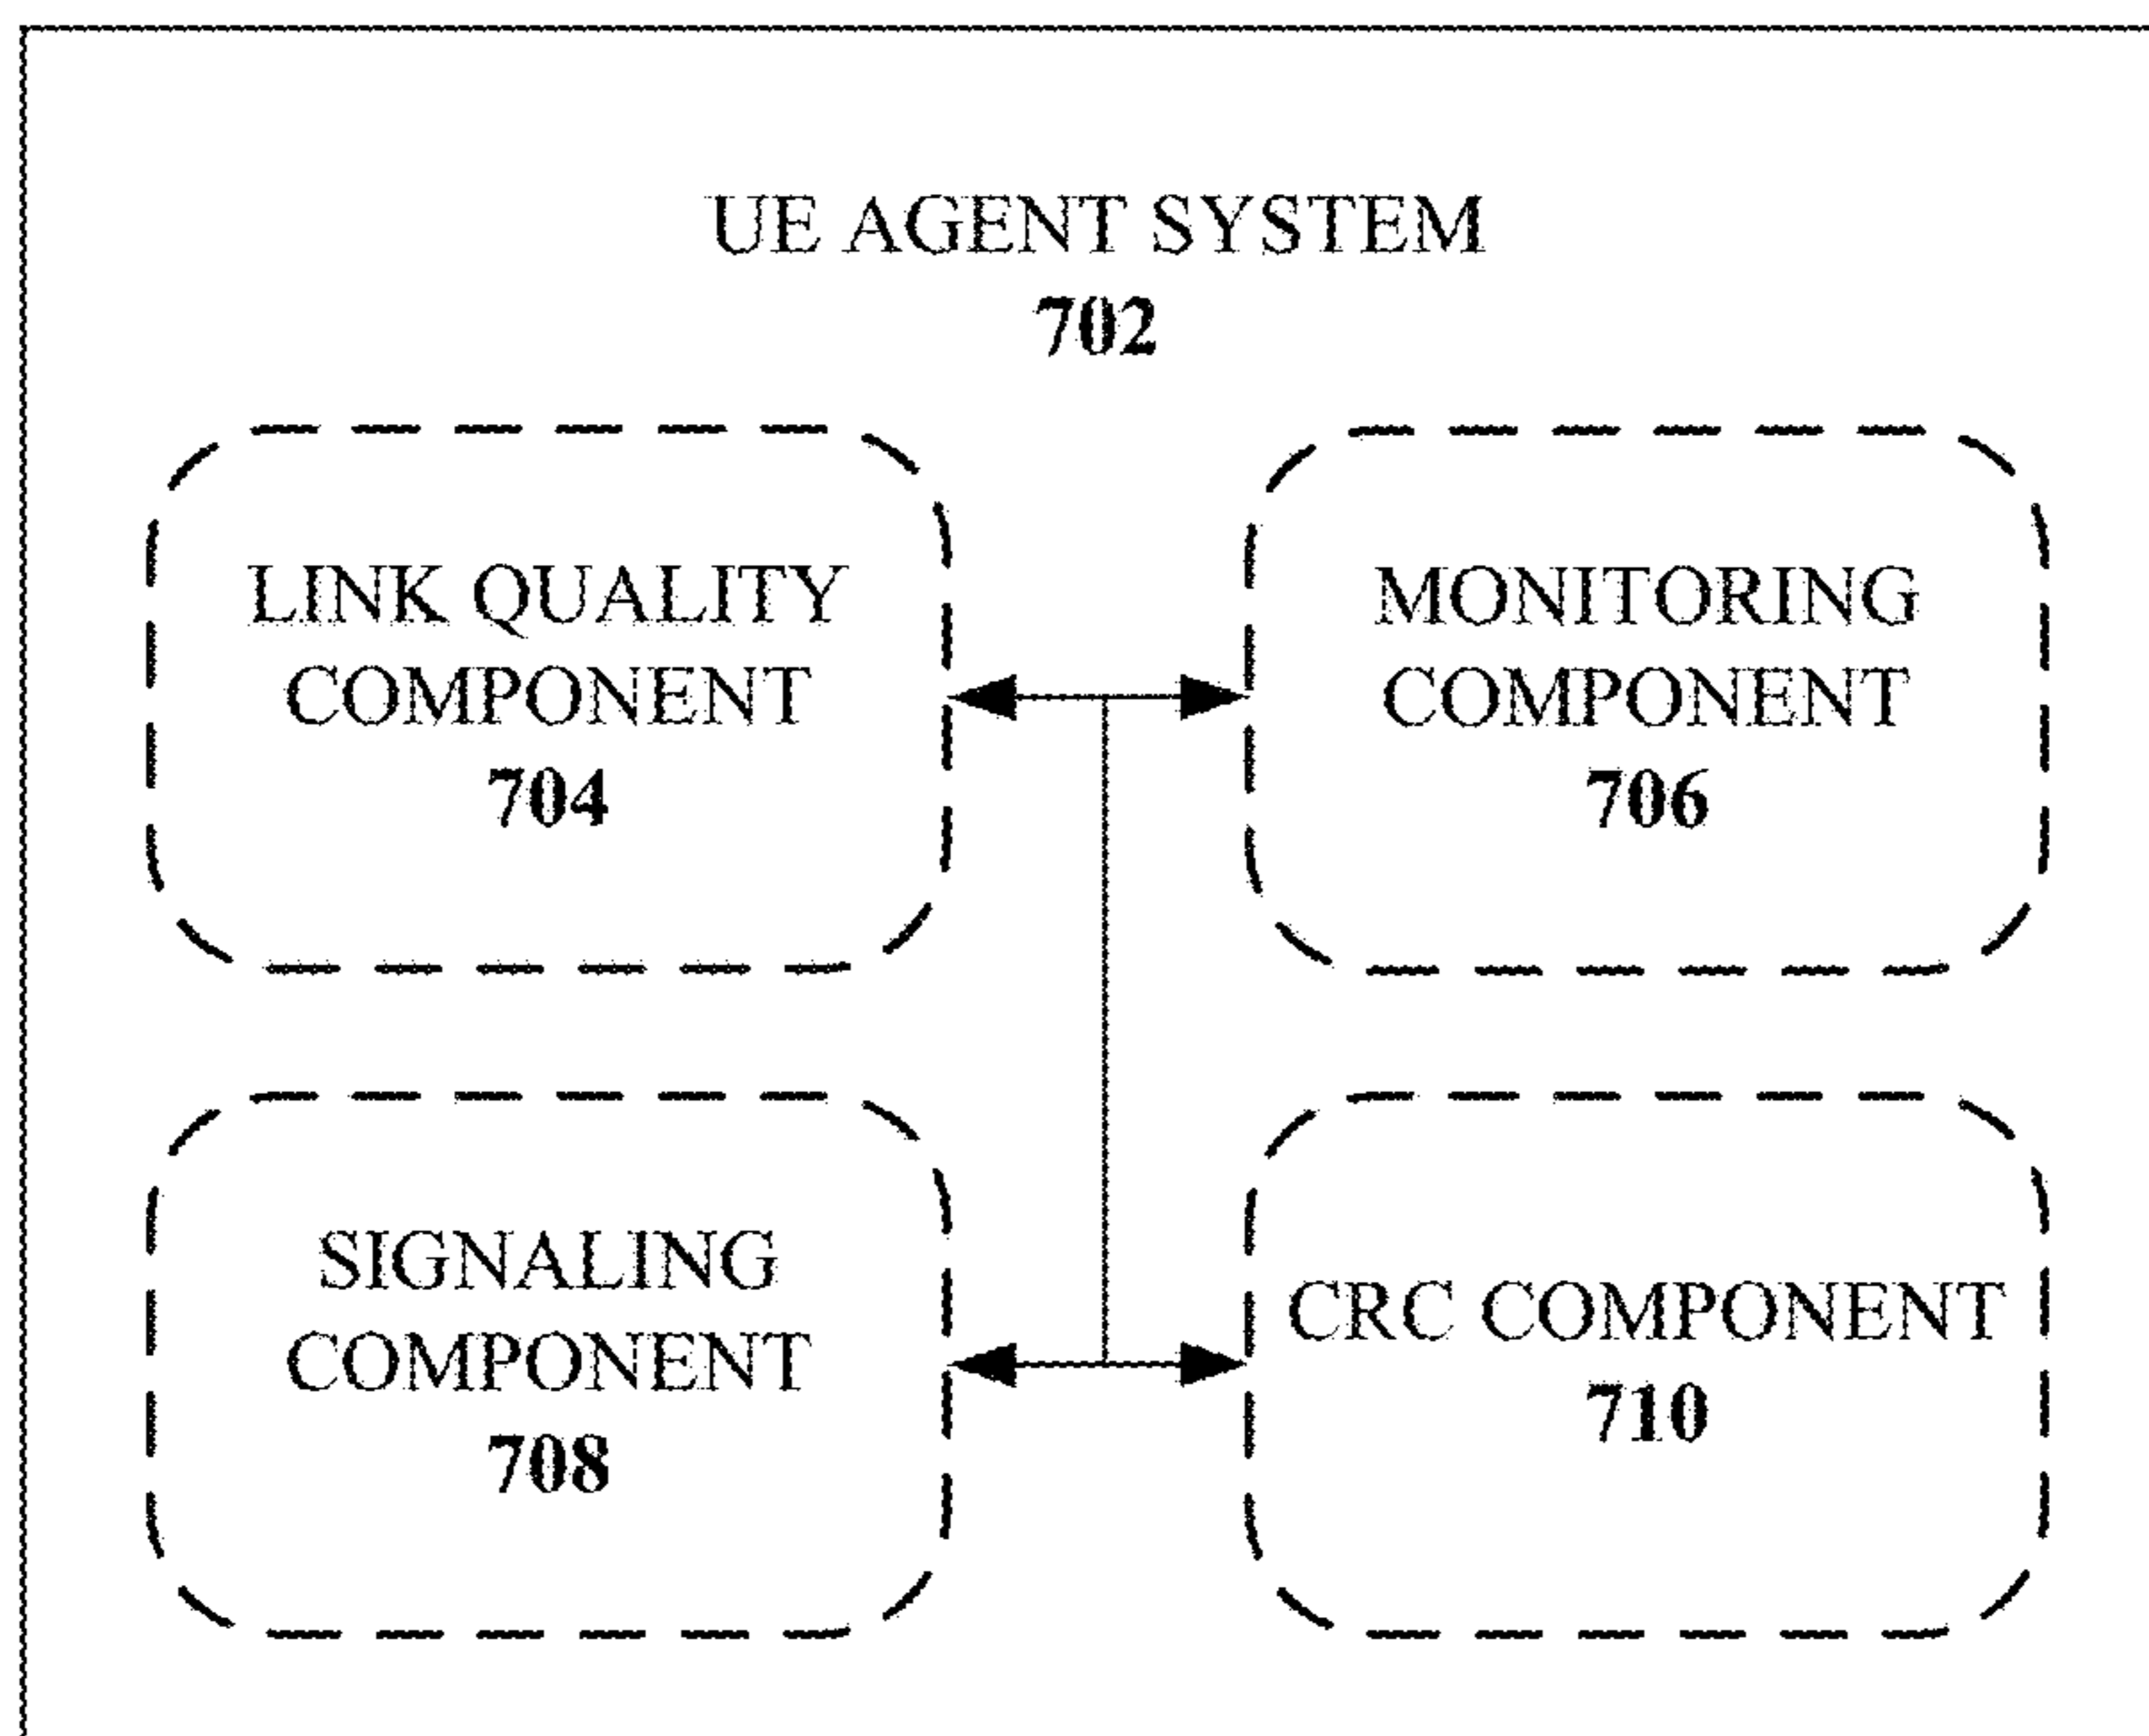 UE AGENT SYSTEM
702
LINK QUALITY
COMPONENT
704
MONITORING
COMPONENT
706
SIGNALING
COMPONENT
708
CRC COMPONENT
710